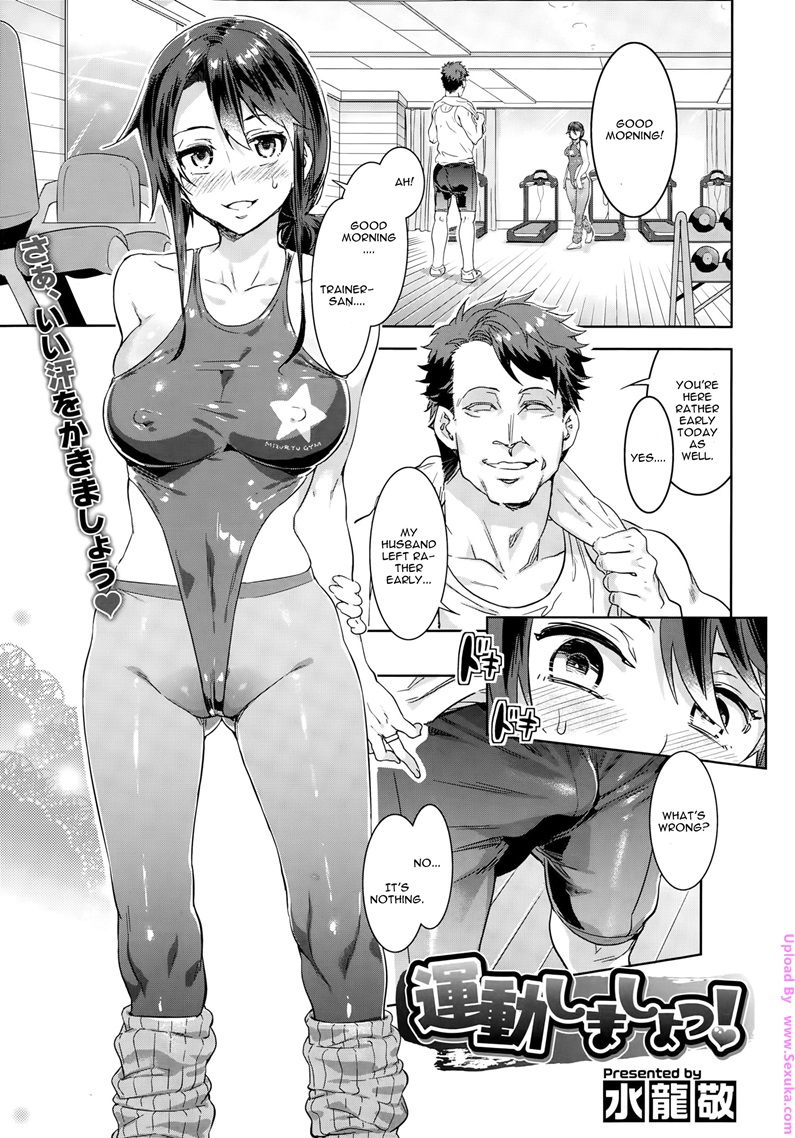 GOOD
MORNING!
AH!
GOOD
MORNING
....
TRAINER-
SAN....
さぁ、いい汗をかきましょう♥
MIZURYU GYM
YOU'RE
HERE
RATHER
EARLY
TODAY
AS
WELL.
YES....
MY
HUSBAND
LEFT RA-
THER
EARLY...
ドキ
ドキ
WHAT'S
WRONG?
NO...
IT'S
NOTHING.
運動しましょっ!
Presented by
水龍敬
Upload By www.Sexuka.com